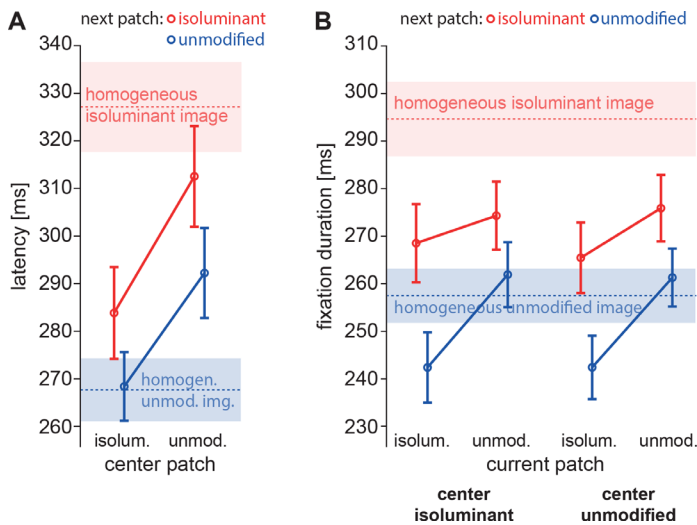 A
next patch: isoluminant
unmodified
340
330
320
310
300
290
280
270
260
latency [ms]
homogeneous
isoluminant image
homogen.
unmod. img.
isolum. unmod.
center patch
B
next patch: isoluminant unmodified
310
300
290
280
270
260
250
240
230
fixation duration [ms]
homogeneous isoluminant image
homogeneous unmodified image
isolum. unmod. isolum. unmod.
current patch
center center
isoluminant unmodified